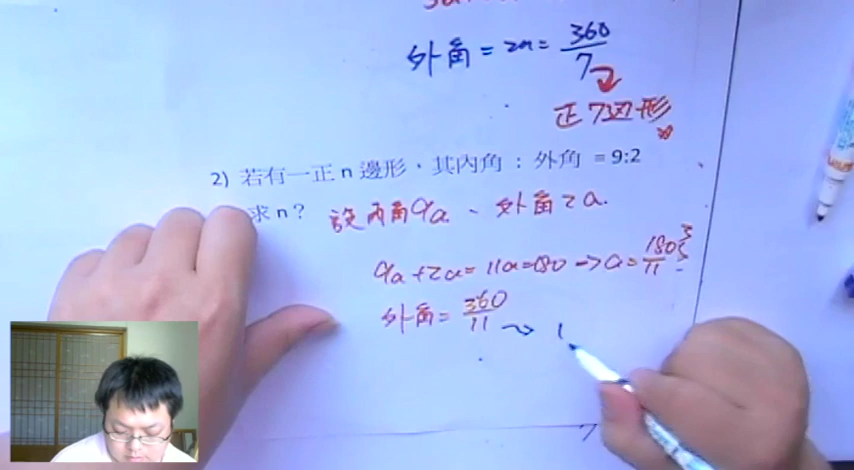 外角 = 2a = 360/7
正7邊形
2) 若有一正 n 邊形，其內角：外角 = 9:2
求 n？ 設內角9a、外角2a.
9a+2a = 11a = 180 → a = 180/11
外角 = 360/11